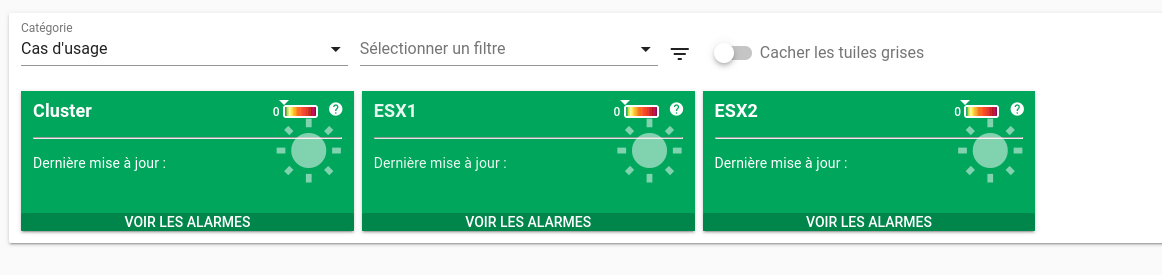 Catégorie
Cas d'usage
Sélectionner un filtre
Cacher les tuiles grises
Cluster 0 ?
Dernière mise à jour :
VOIR LES ALARMES
ESX1 0 ?
Dernière mise à jour :
VOIR LES ALARMES
ESX2 0 ?
Dernière mise à jour :
VOIR LES ALARMES